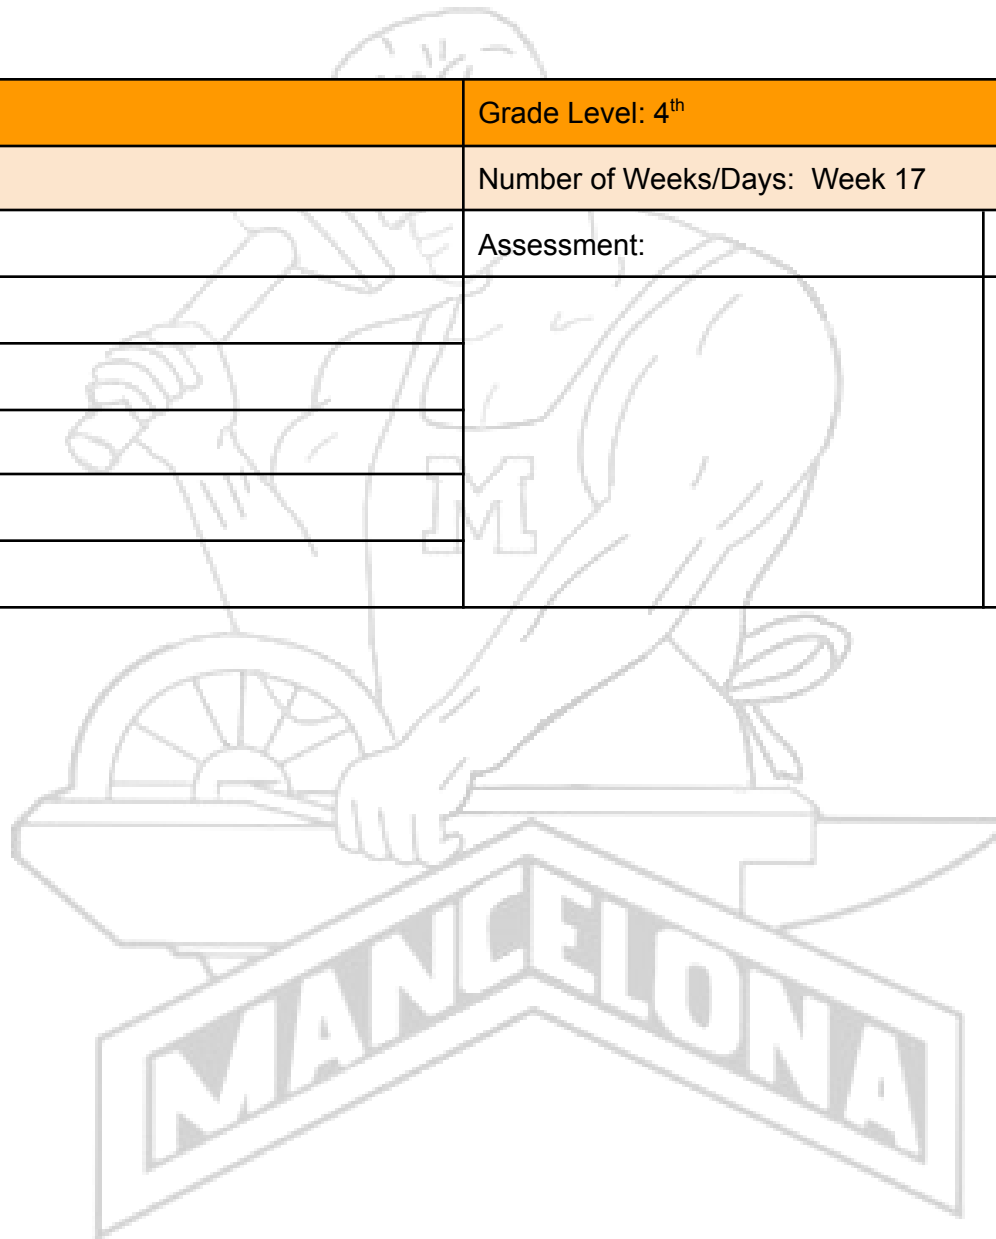 Grade Level: 4th
Number of Weeks/Days: Week 17
Assessment:
M
MANCELONA